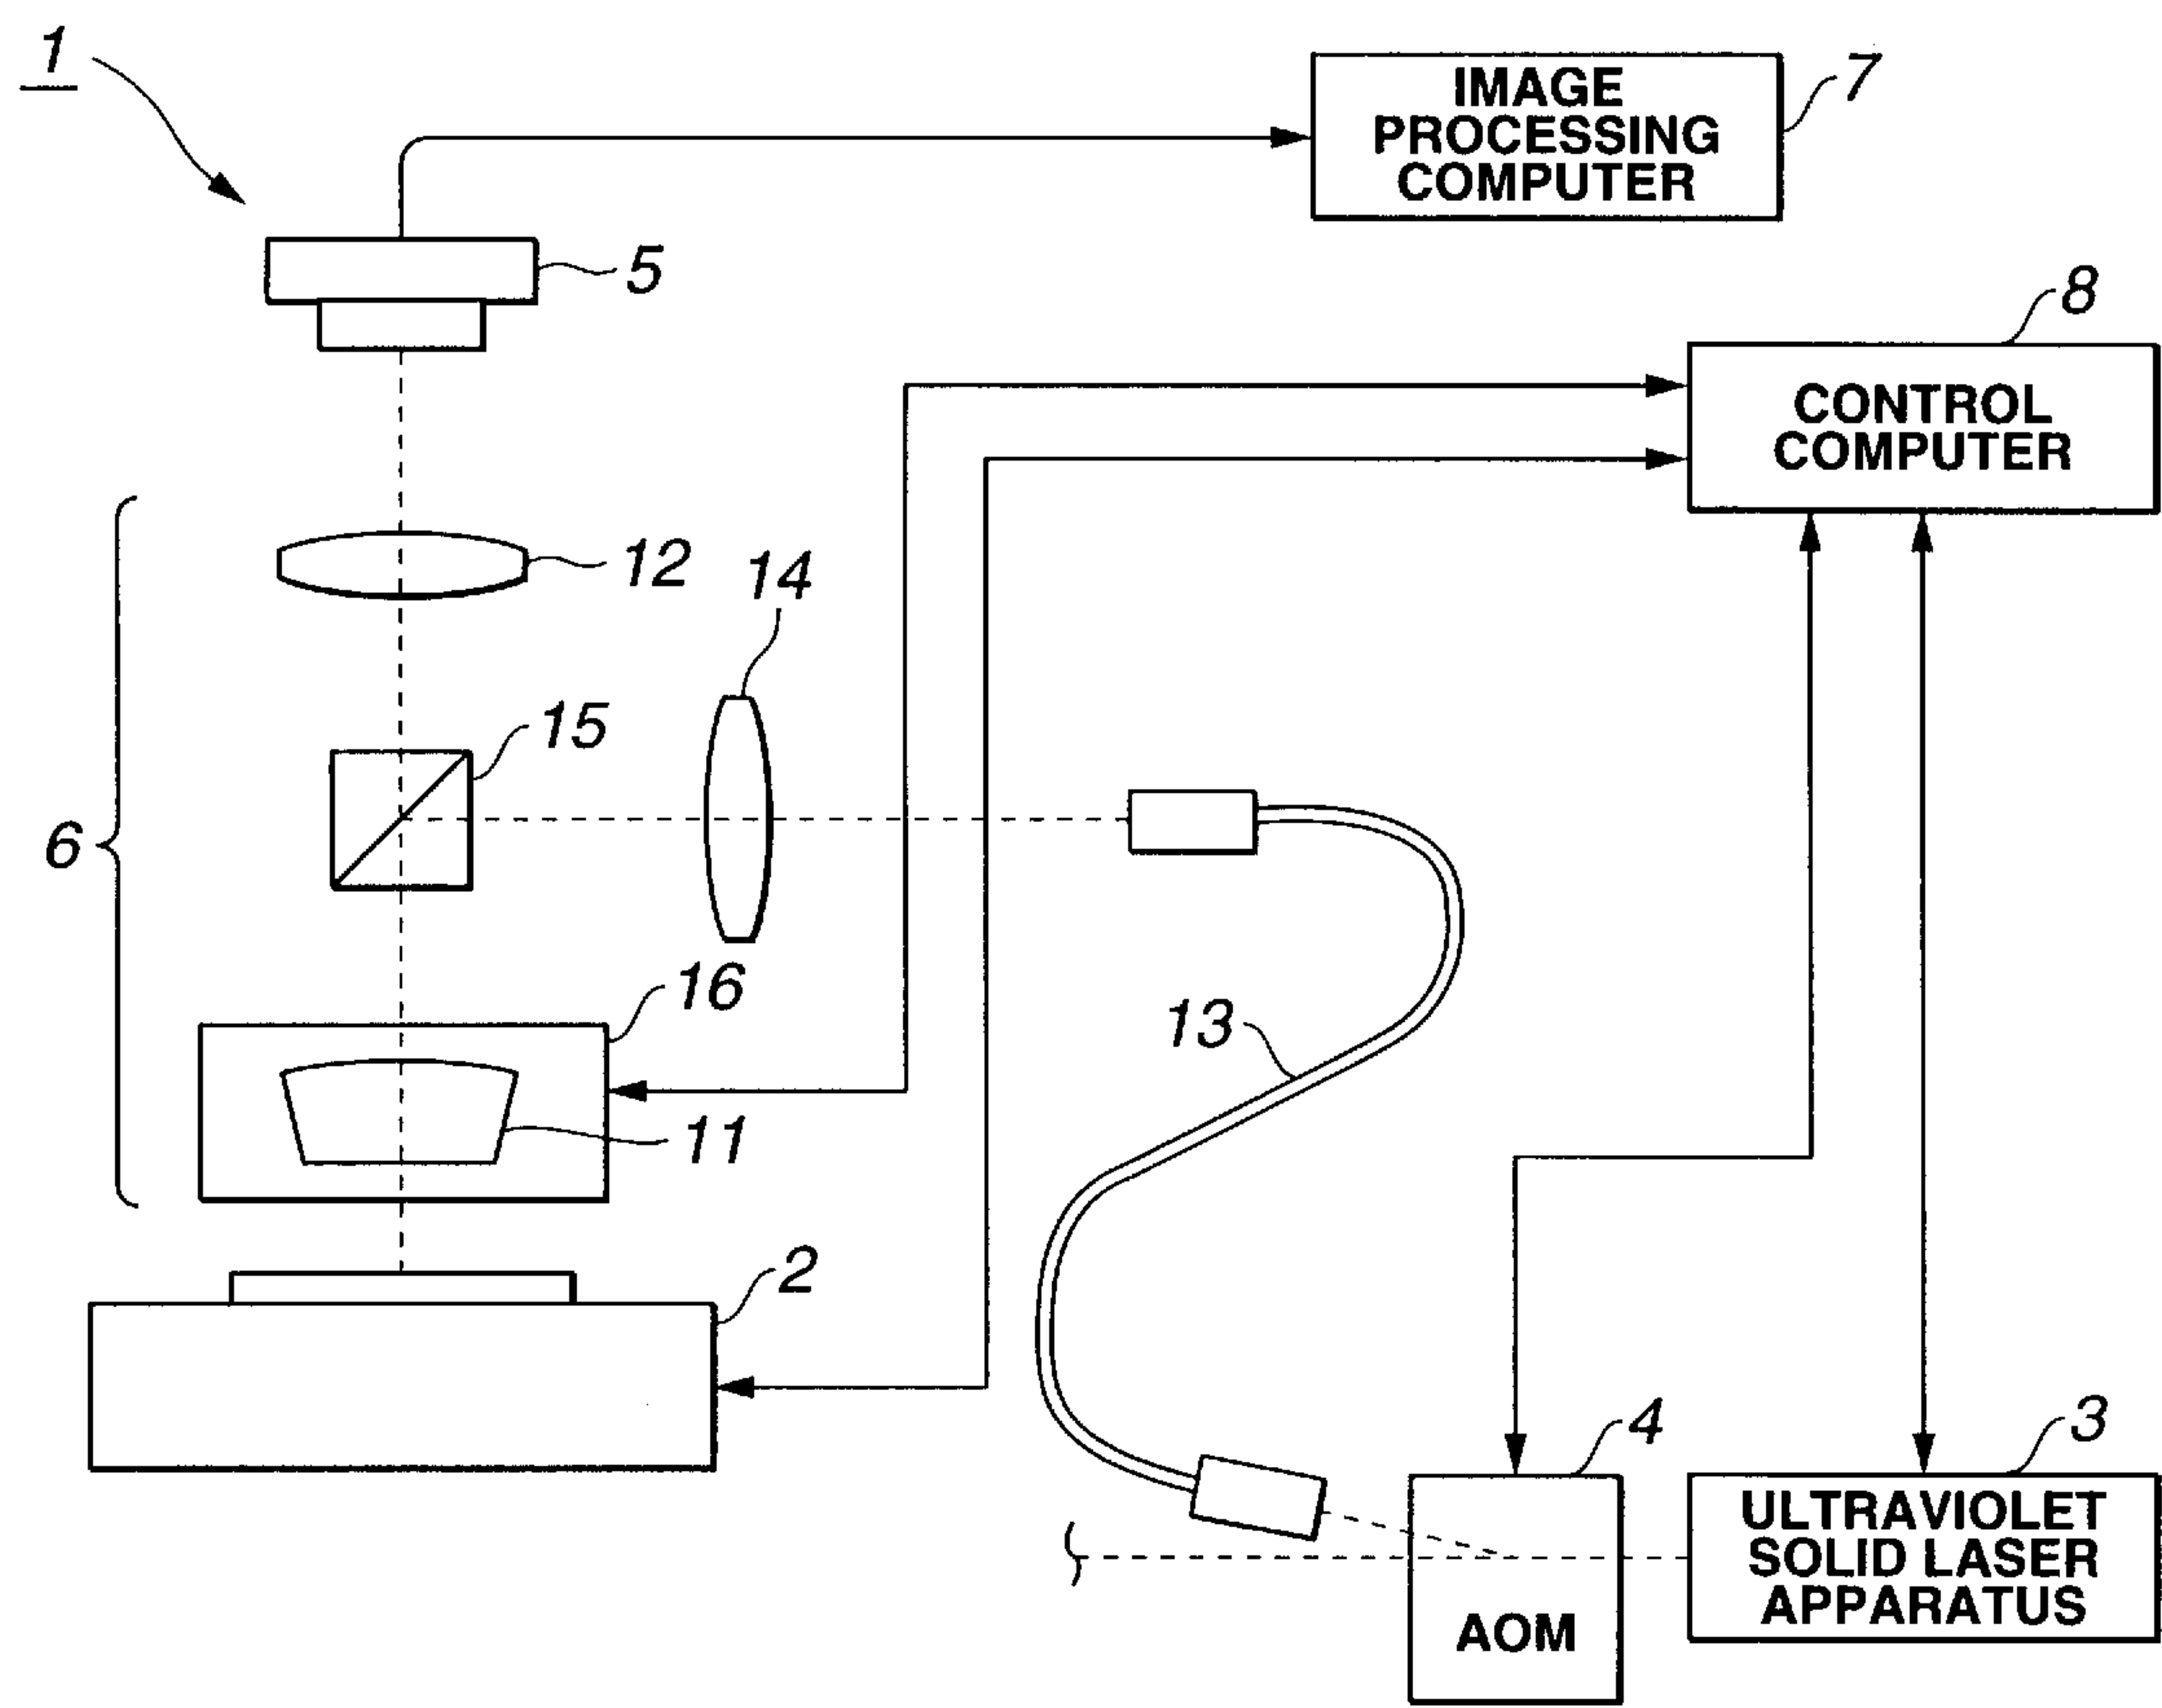 1
IMAGE
PROCESSING
COMPUTER
7
5
8
CONTROL
COMPUTER
12
14
15
6
16
13
11
2
4
3
ULTRAVIOLET
SOLID LASER
APPARATUS
AOM